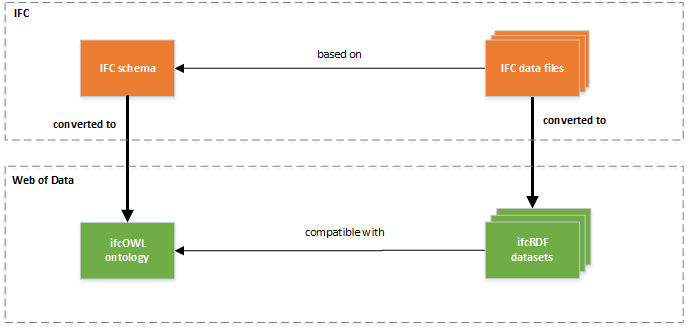 IFC
based on
IFC schema
IFC data files
converted to
converted to
Web of Data
ifcOWL
ontology
compatible with
ifcRDF
datasets